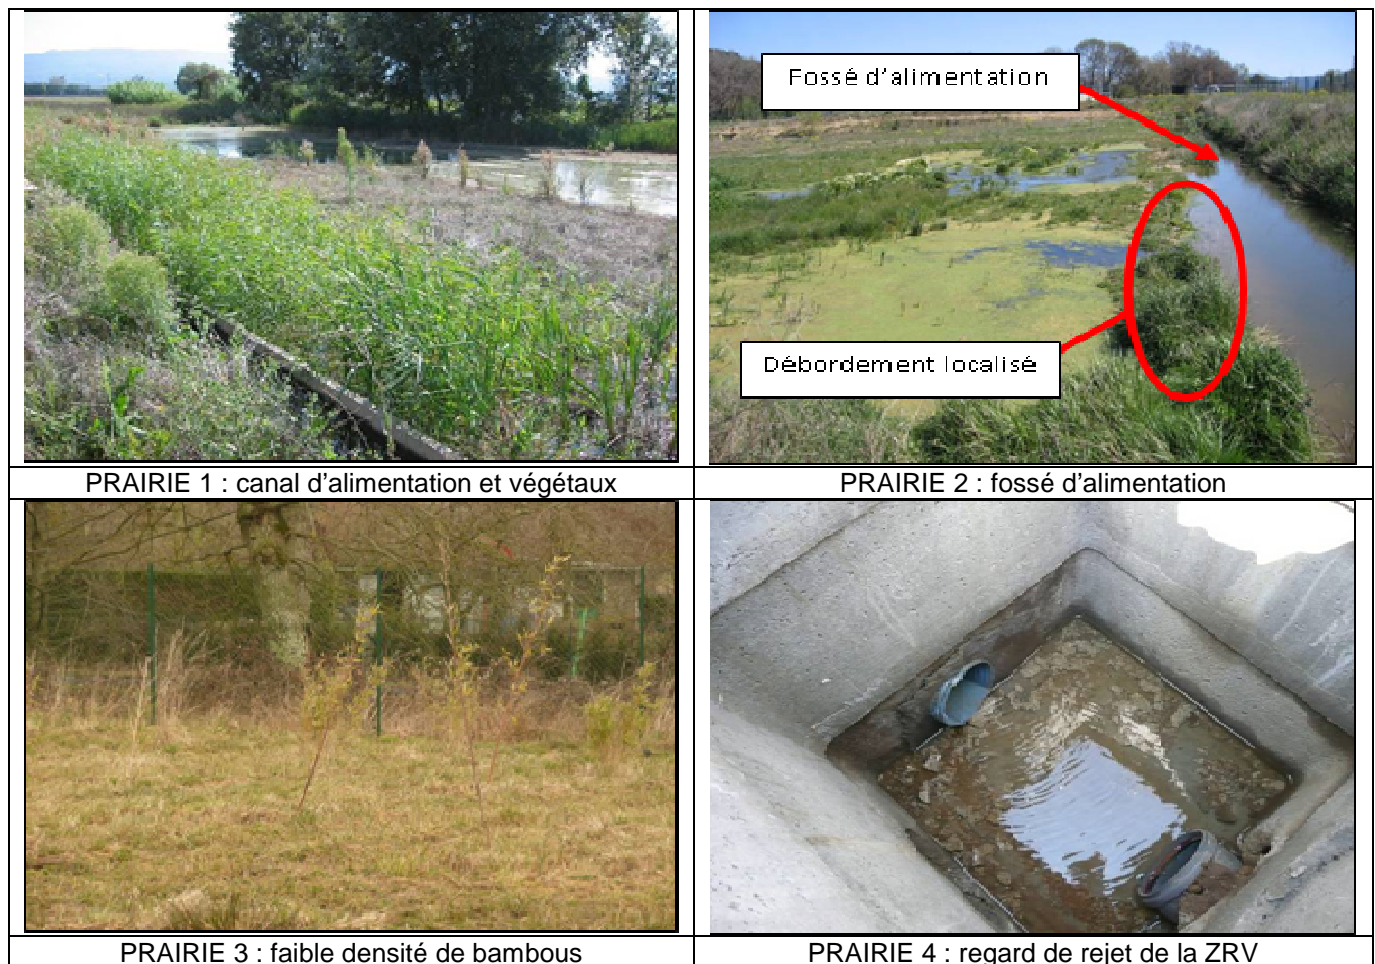 Fossé d'alimentation
Débordement localisé
PRAIRIE 1 : canal d'alimentation et végétaux
PRAIRIE 2 : fossé d'alimentation
PRAIRIE 3 : faible densité de bambous
PRAIRIE 4 : regard de rejet de la ZRV